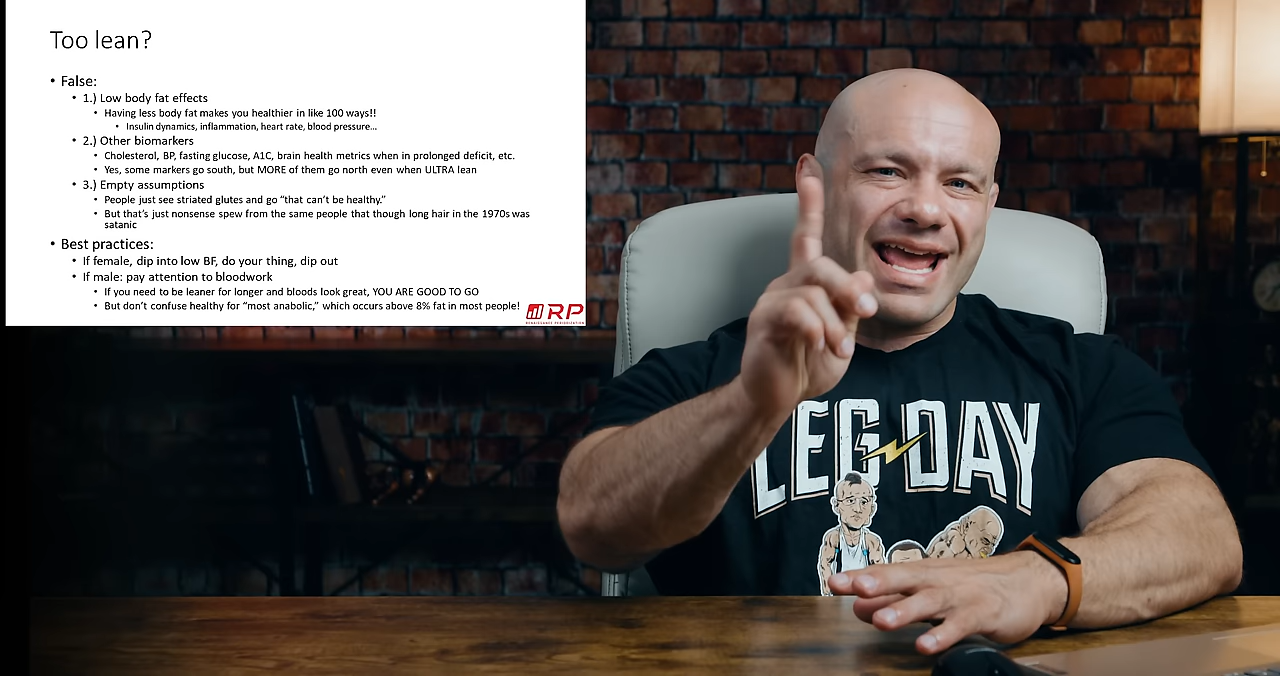 Too lean?
• False:
• 1.) Low body fat effects
• Having less body fat makes you healthier in like 100 ways!!
• Insulin dynamics, inflammation, heart rate, blood pressure...
• 2.) Other biomarkers
• Cholesterol, BP, fasting glucose, A1C, brain health metrics when in prolonged deficit, etc.
• Yes, some markers go south, but MORE of them go north even when ULTRA lean
• 3.) Empty assumptions
• People just see striated glutes and go “that can’t be healthy.”
• But that’s just nonsense spew from the same people that though long hair in the 1970s was
satanic
• Best practices:
• If female, dip into low BF, do your thing, dip out
• If male: pay attention to bloodwork
• If you need to be leaner for longer and bloods look great, YOU ARE GOOD TO GO
• But don’t confuse healthy for “most anabolic,” which occurs above 8% fat in most people!
RP
RENAISSANCE PERIODIZATION
LEG DAY